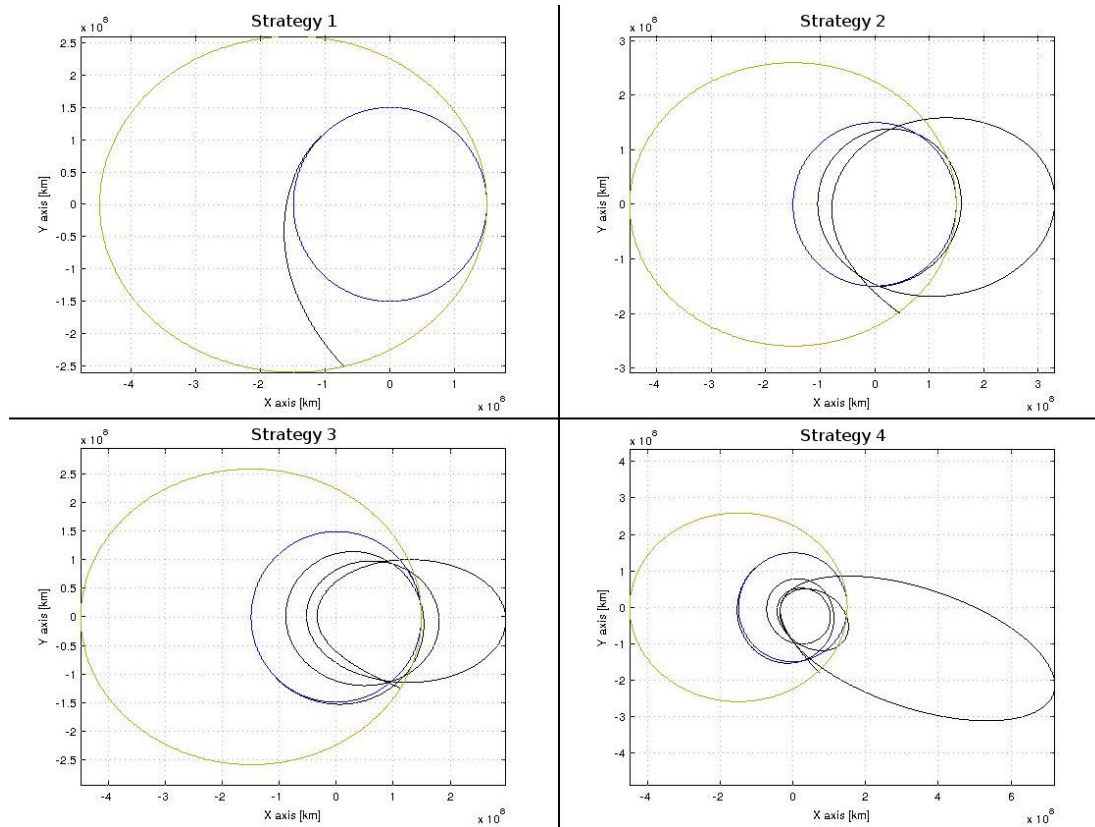 Strategy 1
x 10^8
2.5
2
1.5
1
0.5
0
-0.5
-1
-1.5
-2
-2.5
Y axis [km]
-4 -3 -2 -1 0 1
X axis [km]
x 10^8
Strategy 2
x 10^8
3
2
1
0
-1
-2
-3
Y axis [km]
-4 -3 -2 -1 0 1 2 3
X axis [km]
x 10^8
Strategy 3
x 10^8
2.5
2
1.5
1
0.5
0
-0.5
-1
-1.5
-2
-2.5
Y axis [km]
-4 -3 -2 -1 0 1 2
X axis [km]
x 10^8
Strategy 4
x 10^8
4
3
2
1
0
-1
-2
-3
-4
Y axis [km]
-4 -2 0 2 4 6
X axis [km]
x 10^8